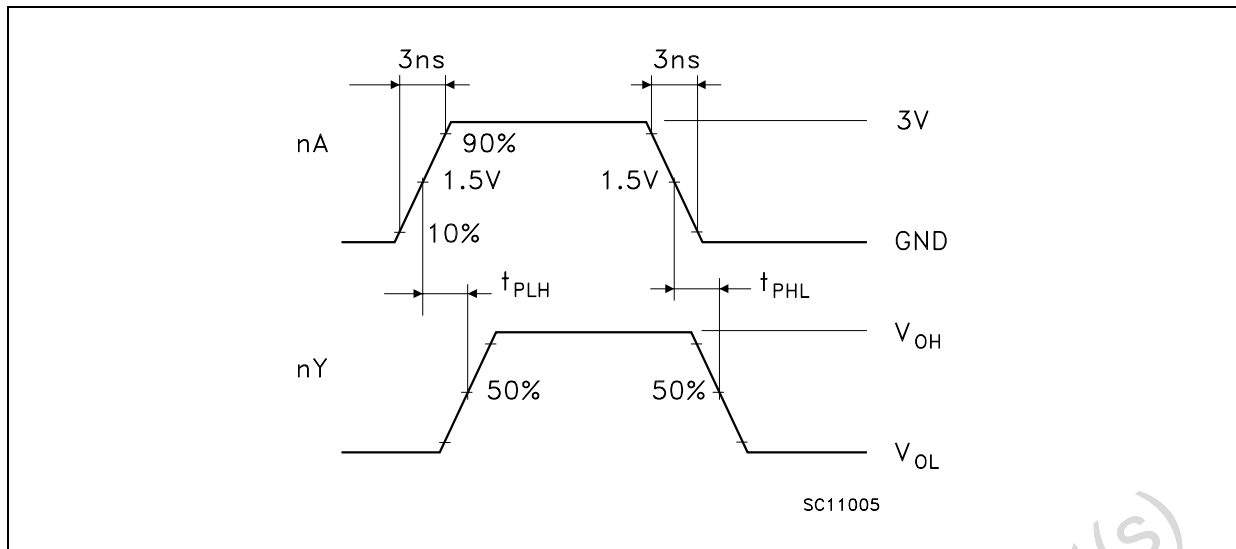 3ns 3ns
nA 3V
90%
1.5V 1.5V
10% GND
tPLH tPHL
nY VOH
50% 50%
VOL
SC11005